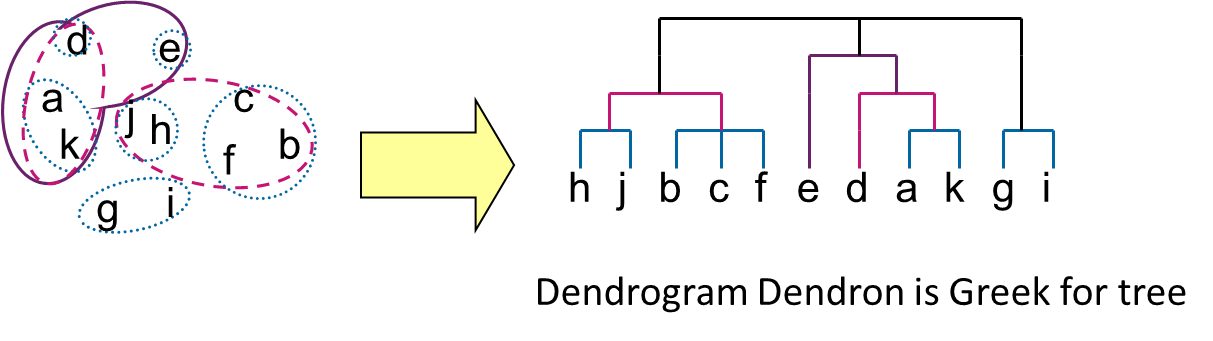 d
e
a
c
j h
k
f b
g i
h j b c f e d a k g i
Dendrogram Dendron is Greek for tree